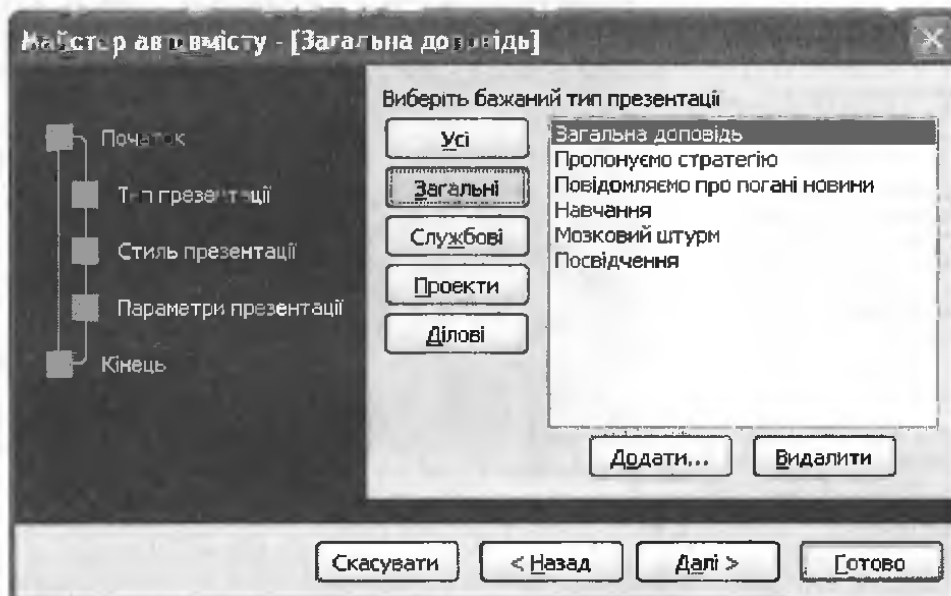 Майстер автовмісту - [Загальна доповідь]
Початок
Тип презентації
Стиль презентації
Параметри презентації
Кінець
Виберіть бажаний тип презентації
Усі
Загальні
Службові
Проекти
Ділові
Загальна доповідь
Пропонуємо стратегію
Повідомляємо про погані новини
Навчання
Мозковий штурм
Посвідчення
Додати...
Видалити
Скасувати
< Назад
Далі >
Готово